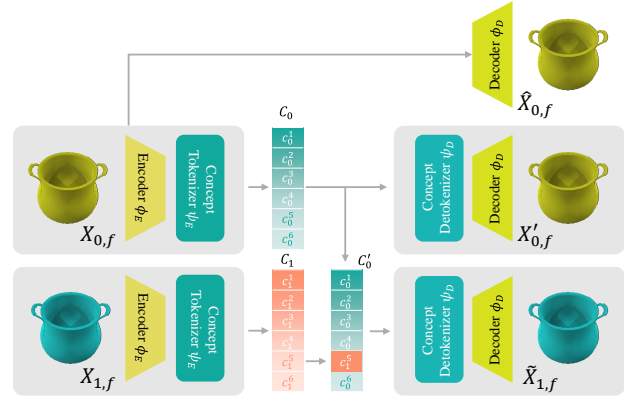 Decoder ϕ_D
X̂_{0,f}
C_0
Encoder ϕ_E
Concept
Tokenizer ψ_E
X_{0,f}
c_0^1
c_0^2
c_0^3
c_0^4
c_0^5
c_0^6
Concept
Detokenizer ψ_D
Decoder ϕ_D
X'_{0,f}
C_1
C'_0
Encoder ϕ_E
Concept
Tokenizer ψ_E
X_{1,f}
c_1^1
c_1^2
c_1^3
c_1^4
c_1^5
c_1^6
c_0^1
c_0^2
c_0^3
c_0^4
c_1^5
c_0^6
Concept
Detokenizer ψ_D
Decoder ϕ_D
X̃_{1,f}